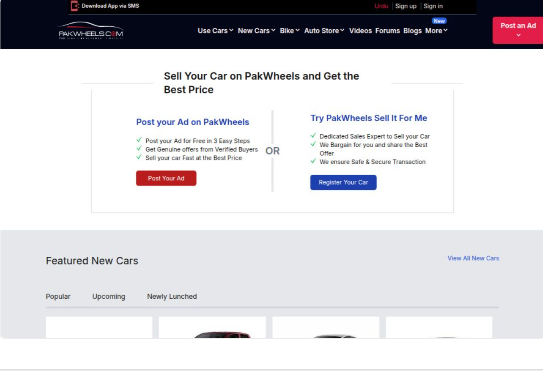 Download App via SMS
Urdu | Sign up | Sign in
PAKWHEELS.COM
Use Cars New Cars Bike Auto Store Videos Forums Blogs More
New
Post an Ad
Sell Your Car on PakWheels and Get the
Best Price
Post your Ad on PakWheels
Post your Ad for Free in 3 Easy Steps
Get Genuine offers from Verified Buyers
Sell your car Fast at the Best Price
Post Your Ad
OR
Try PakWheels Sell It For Me
Dedicated Sales Expert to Sell your Car
We Bargain for you and share the Best
Offer
We ensure Safe & Secure Transaction
Register Your Car
Featured New Cars
View All New Cars
Popular Upcoming Newly Lunched